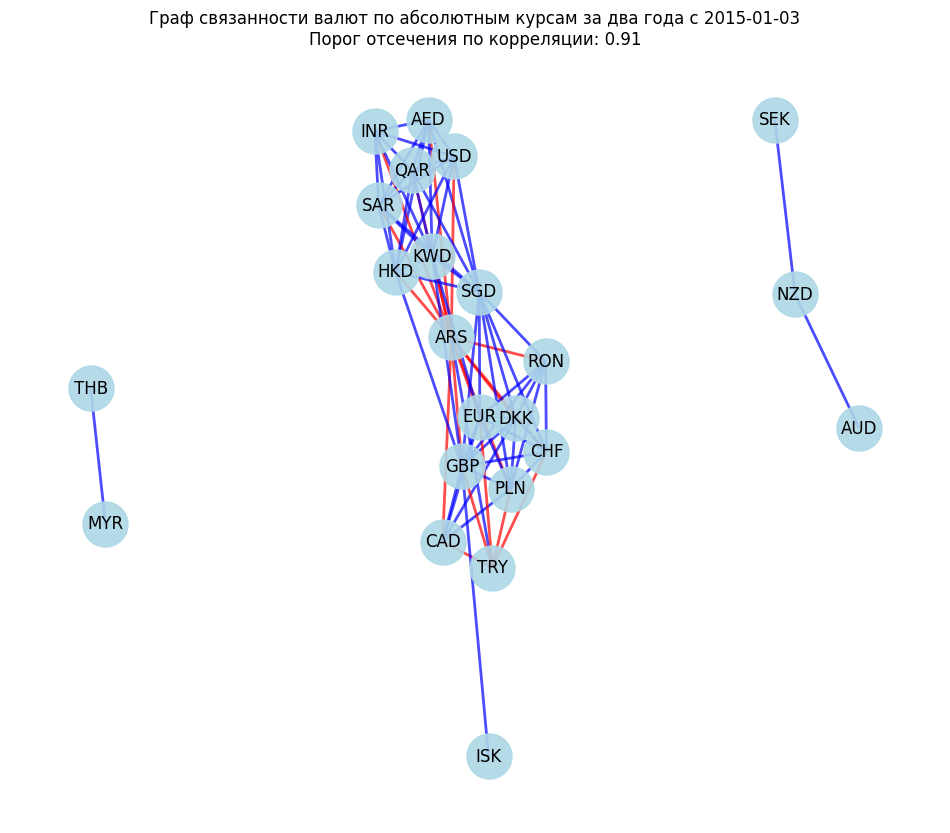 Граф связанности валют по абсолютным курсам за два года с 2015-01-03
Порог отсечения по корреляции: 0.91
AED
SEK
INR
USD
QAR
SAR
KWD
HKD
SGD
NZD
ARS
RON
THB
EUR
DKK
AUD
CHF
GBP
PLN
MYR
CAD
TRY
ISK